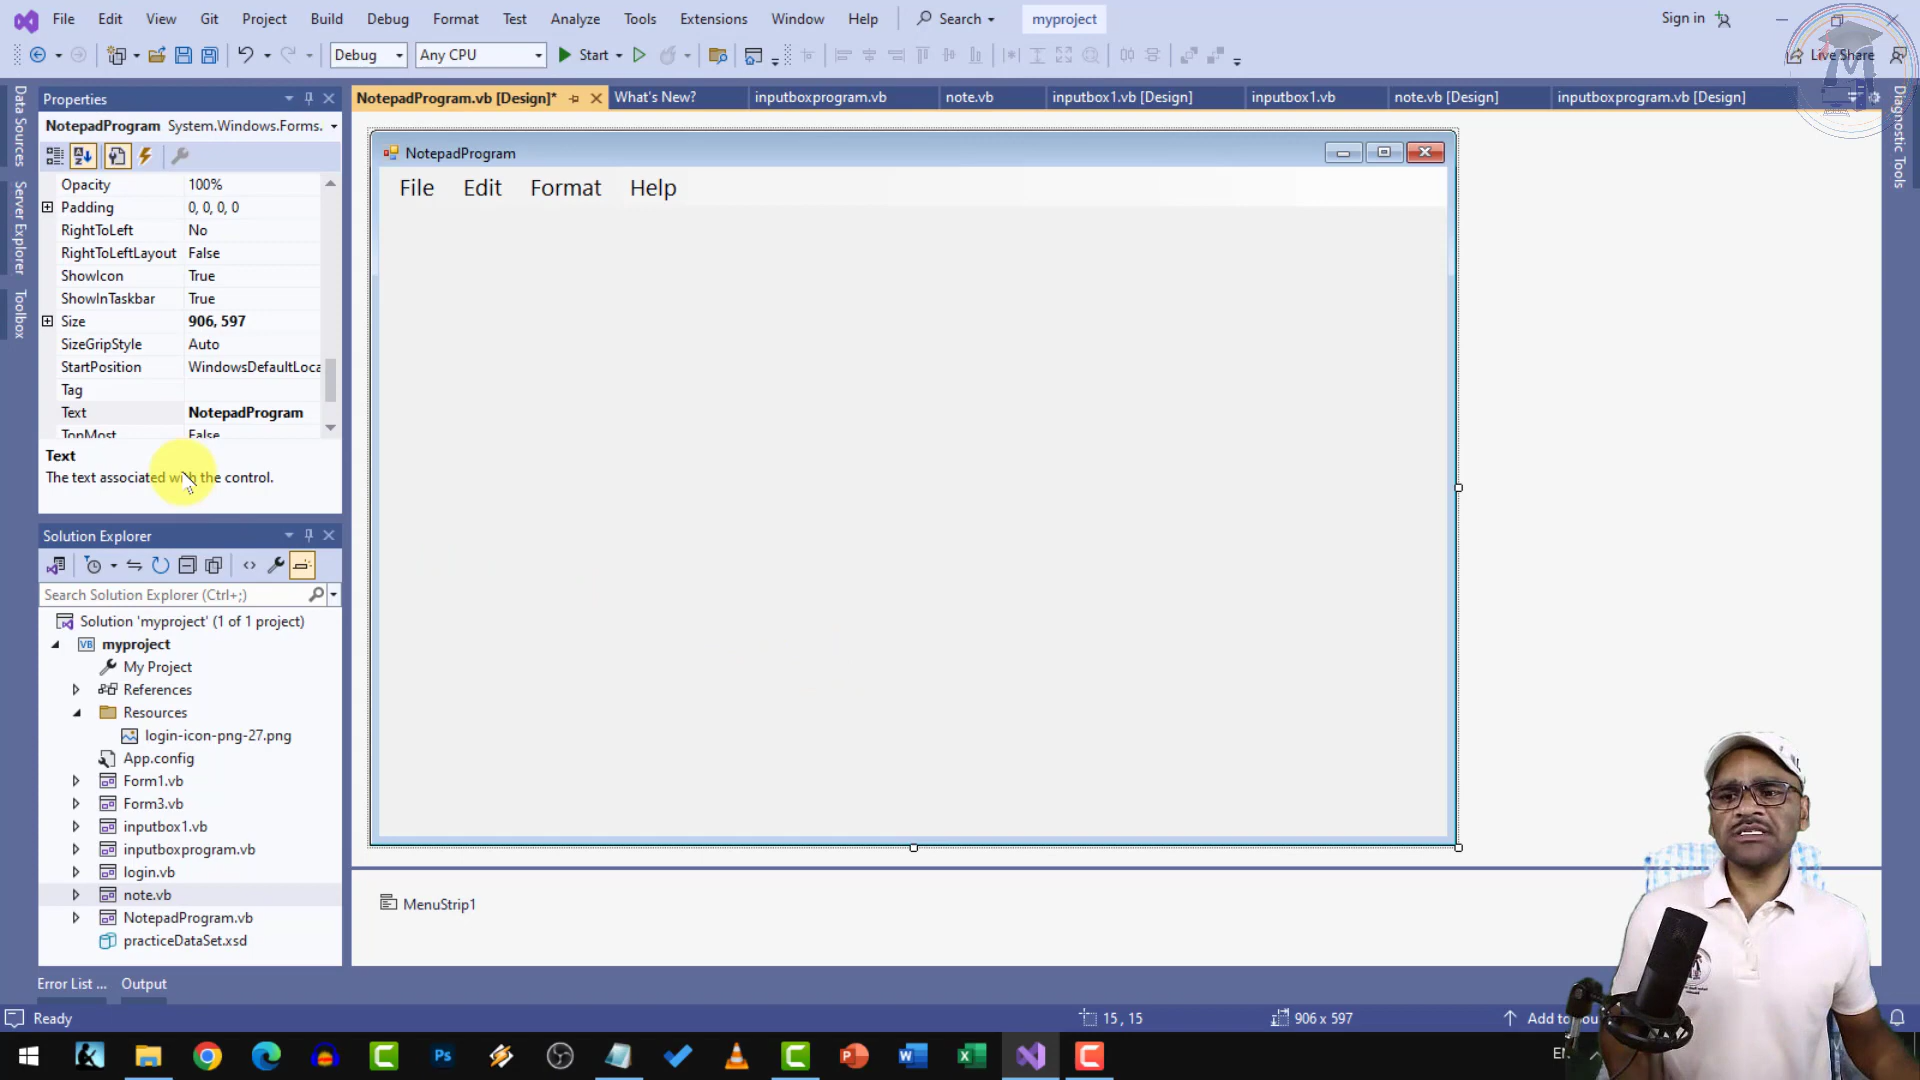 File Edit View Git Project Build Debug Format Test Analyze Tools Extensions Window Help Search myproject Sign in
Debug Any CPU Start Live Share
Data Sources
Server Explorer
Toolbox
Properties
NotepadProgram System.Windows.Forms.
Opacity 100%
Padding 0, 0, 0, 0
RightToLeft No
RightToLeftLayout False
ShowIcon True
ShowInTaskbar True
Size 906, 597
SizeGripStyle Auto
StartPosition WindowsDefaultLoca
Tag
Text NotepadProgram
TopMost False
Text
The text associated with the control.
Solution Explorer
Search Solution Explorer (Ctrl+;)
Solution 'myproject' (1 of 1 project)
VB myproject
My Project
References
Resources
login-icon-png-27.png
App.config
Form1.vb
Form3.vb
inputbox1.vb
inputboxprogram.vb
login.vb
note.vb
NotepadProgram.vb
practiceDataSet.xsd
NotepadProgram.vb [Design]* What's New? inputboxprogram.vb note.vb inputbox1.vb [Design] inputbox1.vb note.vb [Design] inputboxprogram.vb [Design]
NotepadProgram
File Edit Format Help
MenuStrip1
Diagnostic Tools
Error List ... Output
Ready 15 , 15 906 x 597 Add to
Ps